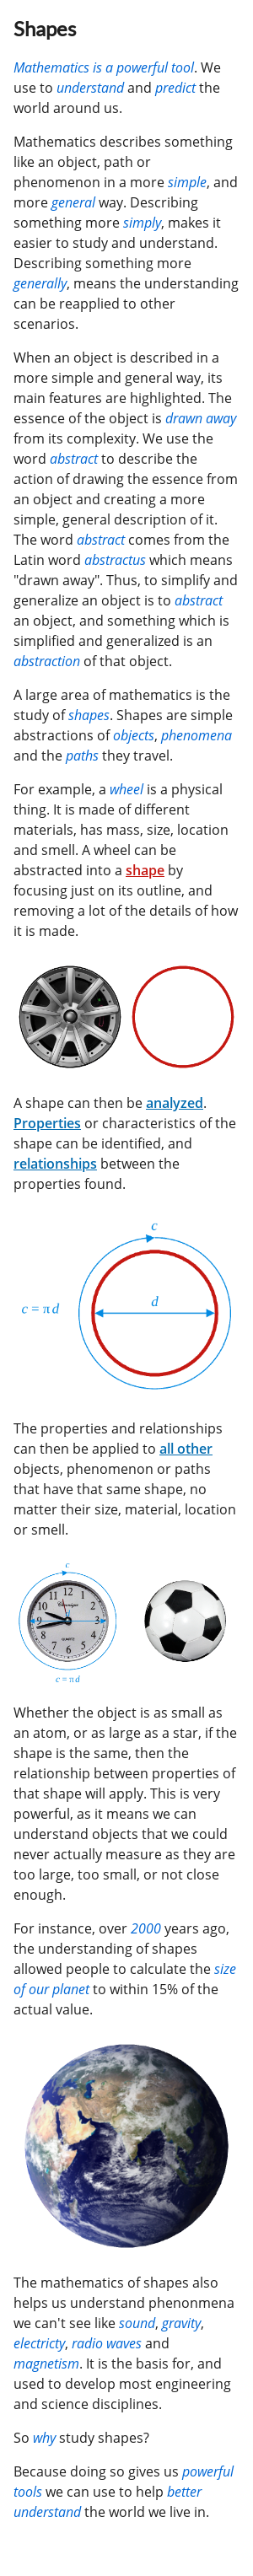 Shapes
Mathematics is a powerful tool. We
use to understand and predict the
world around us.
Mathematics describes something
like an object, path or
phenomenon in a more simple, and
more general way. Describing
something more simply, makes it
easier to study and understand.
Describing something more
generally, means the understanding
can be reapplied to other
scenarios.
When an object is described in a
more simple and general way, its
main features are highlighted. The
essence of the object is drawn away
from its complexity. We use the
word abstract to describe the
action of drawing the essence from
an object and creating a more
simple, general description of it.
The word abstract comes from the
Latin word abstractus which means
"drawn away". Thus, to simplify and
generalize an object is to abstract
an object, and something which is
simplified and generalized is an
abstraction of that object.
A large area of mathematics is the
study of shapes. Shapes are simple
abstractions of objects, phenomena
and the paths they travel.
For example, a wheel is a physical
thing. It is made of different
materials, has mass, size, location
and smell. A wheel can be
abstracted into a shape by
focusing just on its outline, and
removing a lot of the details of how
it is made.
A shape can then be analyzed.
Properties or characteristics of the
shape can be identified, and
relationships between the
properties found.
c
d
c = π d
The properties and relationships
can then be applied to all other
objects, phenomenon or paths
that have that same shape, no
matter their size, material, location
or smell.
c
12
11 1
10 2
9 3
8 4
7 5
6
QUARTZ
c = π d
Whether the object is as small as
an atom, or as large as a star, if the
shape is the same, then the
relationship between properties of
that shape will apply. This is very
powerful, as it means we can
understand objects that we could
never actually measure as they are
too large, too small, or not close
enough.
For instance, over 2000 years ago,
the understanding of shapes
allowed people to calculate the size
of our planet to within 15% of the
actual value.
The mathematics of shapes also
helps us understand phenonmena
we can't see like sound, gravity,
electricty, radio waves and
magnetism. It is the basis for, and
used to develop most engineering
and science disciplines.
So why study shapes?
Because doing so gives us powerful
tools we can use to help better
understand the world we live in.